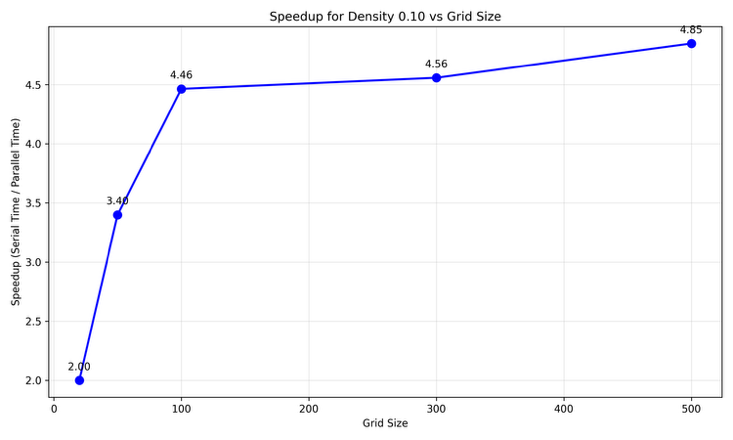 Speedup for Density 0.10 vs Grid Size
4.85
4.56
4.46
3.40
2.00
Speedup (Serial Time / Parallel Time)
4.5
4.0
3.5
3.0
2.5
2.0
0 100 200 300 400 500
Grid Size